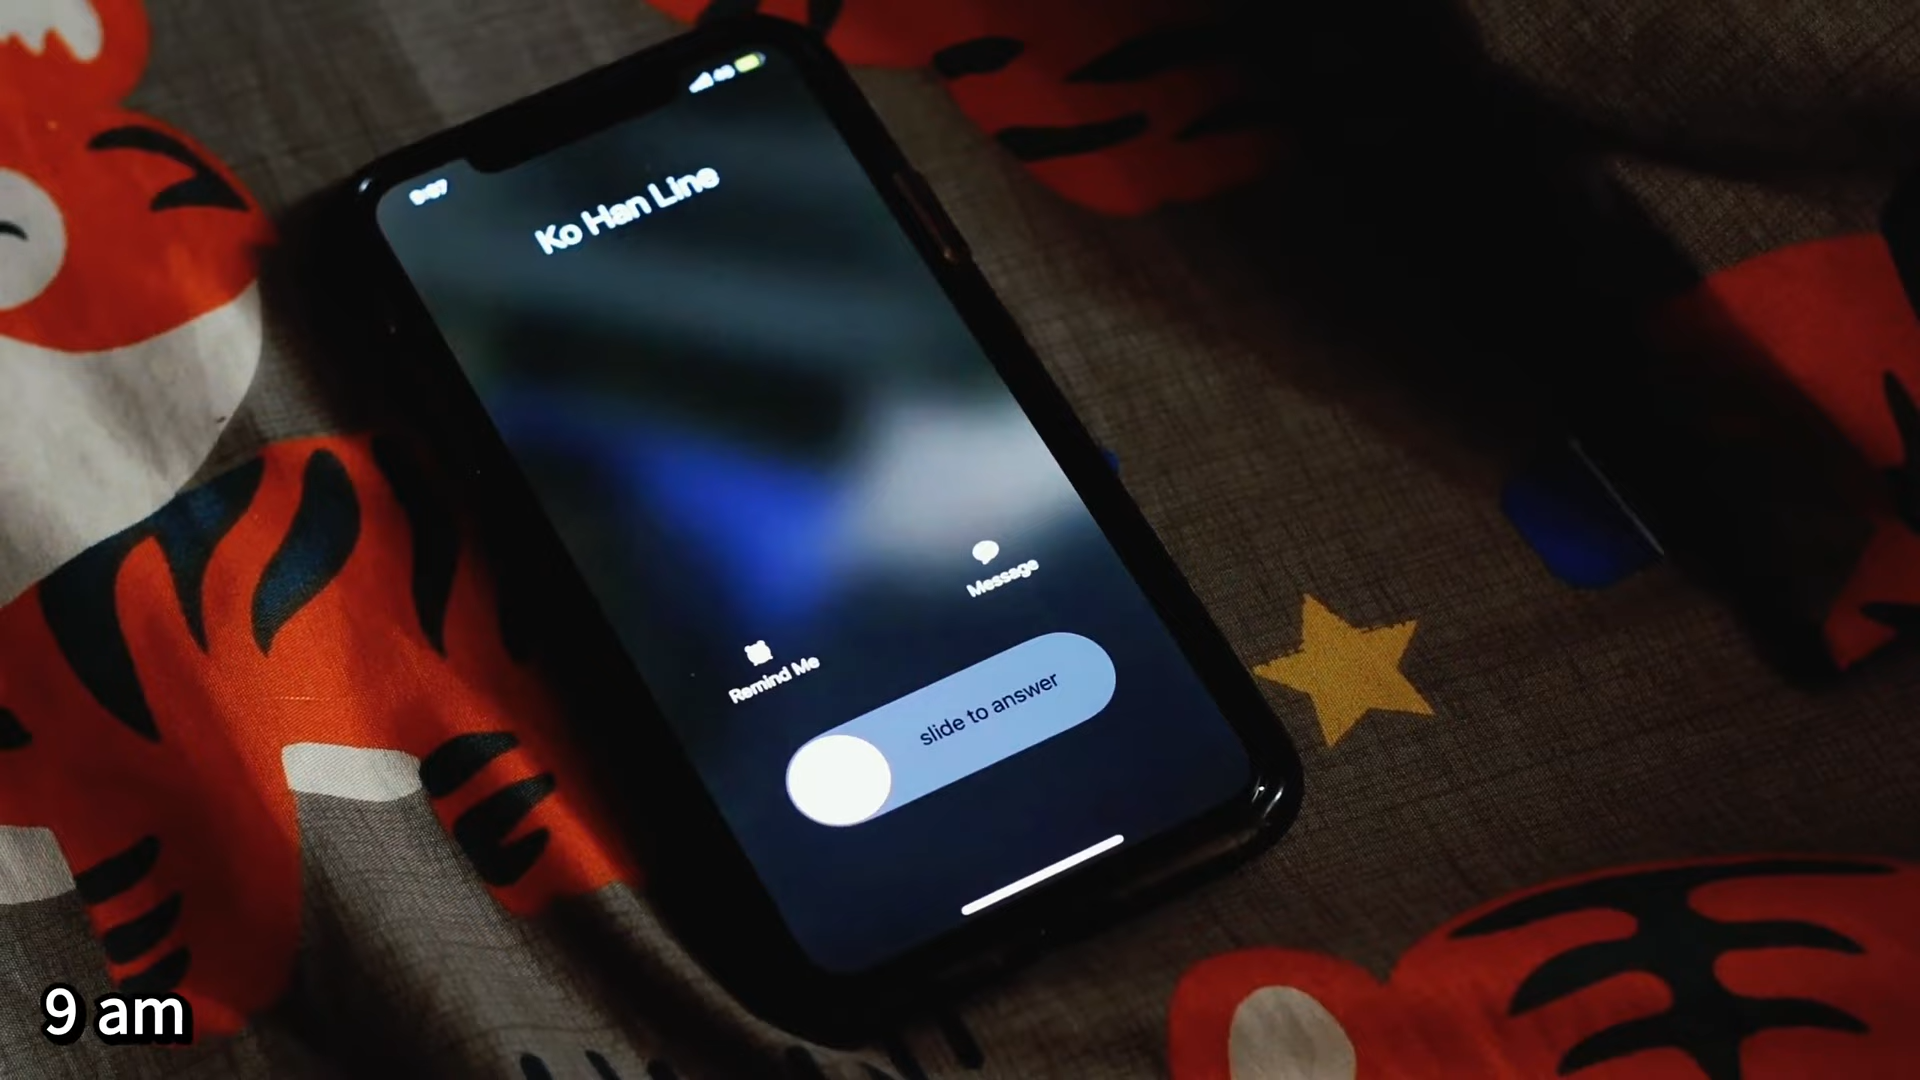 Ko Han Line
Message
Remind Me
slide to answer
9 am